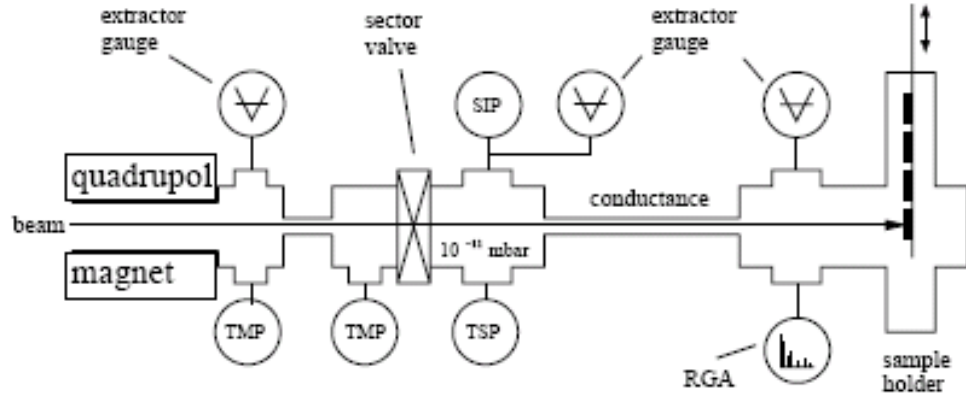 extractor
gauge
sector
valve
extractor
gauge
SIP
quadrupol
conductance
beam
10 -11 mbar
magnet
TMP
TMP
TSP
RGA
sample
holder